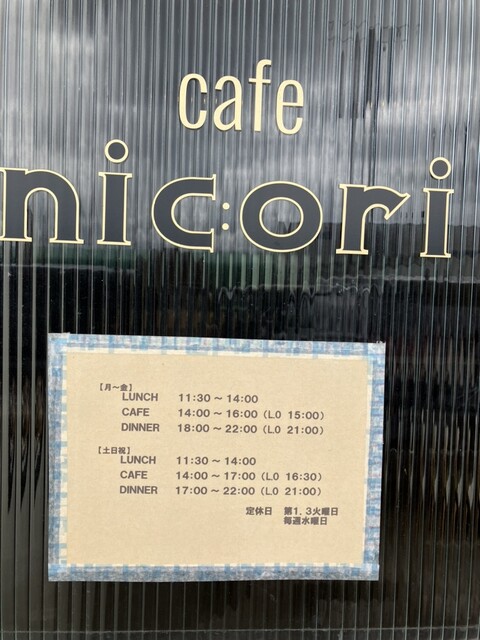 cafe
nic:ori
【月〜金】
LUNCH 11:30 〜 14:00
CAFE 14:00 〜 16:00 (LO 15:00)
DINNER 18:00 〜 22:00 (LO 21:00)
【土日祝】
LUNCH 11:30 〜 14:00
CAFE 14:00 〜 17:00 (LO 16:30)
DINNER 17:00 〜 22:00 (LO 21:00)
定休日 第1、3火曜日
毎週水曜日